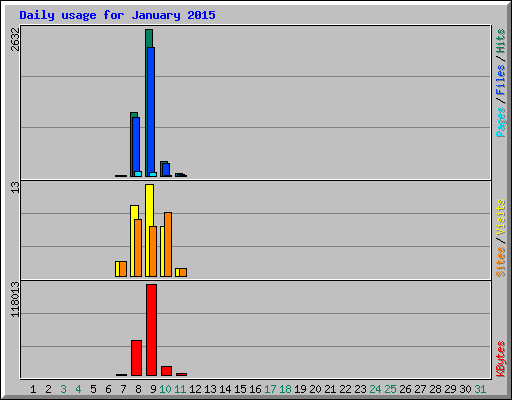 Daily usage for January 2015
2632
Pages / Files / Hits
13
Sites / Visits
118013
KBytes
1 2 3 4 5 6 7 8 9 10 11 12 13 14 15 16 17 18 19 20 21 22 23 24 25 26 27 28 29 30 31